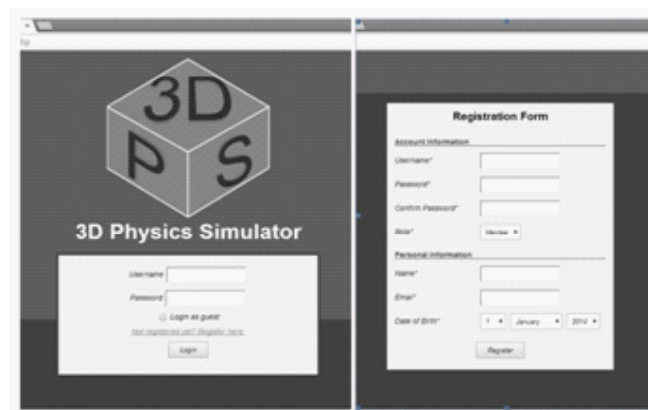 3D
P S
3D Physics Simulator
Username
Password
Login as guest
Not registered yet? Register here.
Login
Registration Form
Account Information
Username*
Password*
Confirm Password*
Role*
Personal Information
Name*
Email*
Date of Birth* 1 January
Register